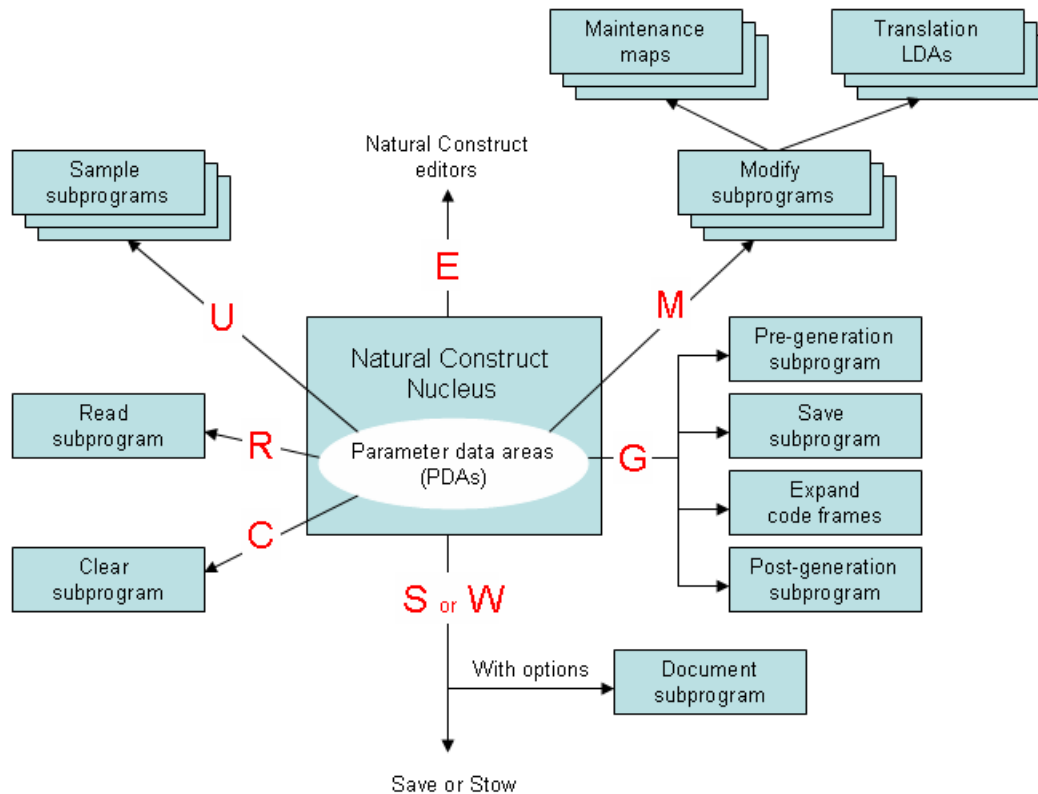 Maintenance
maps
Translation
LDAs
Natural Construct
editors
Sample
subprograms
Modify
subprograms
E
U
M
Natural Construct
Nucleus
Pre-generation
subprogram
Read
subprogram
R
Parameter data areas
(PDAs)
G
Save
subprogram
Expand
code frames
C
Clear
subprogram
Post-generation
subprogram
S or W
With options
Document
subprogram
Save or Stow